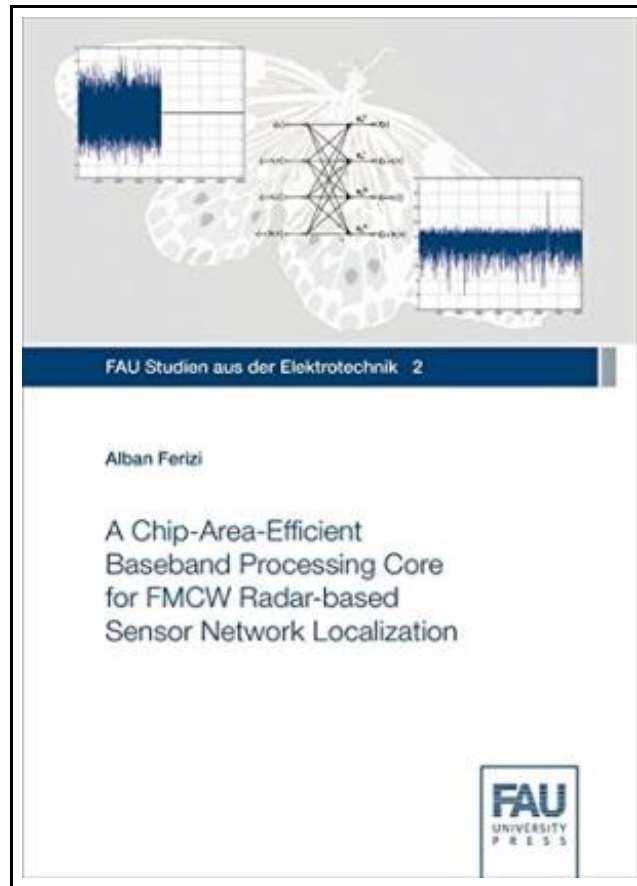 FAU Studien aus der Elektrotechnik 2
Alban Ferizi
A Chip-Area-Efficient
Baseband Processing Core
for FMCW Radar-based
Sensor Network Localization
FAU
UNIVERSITY
PRESS